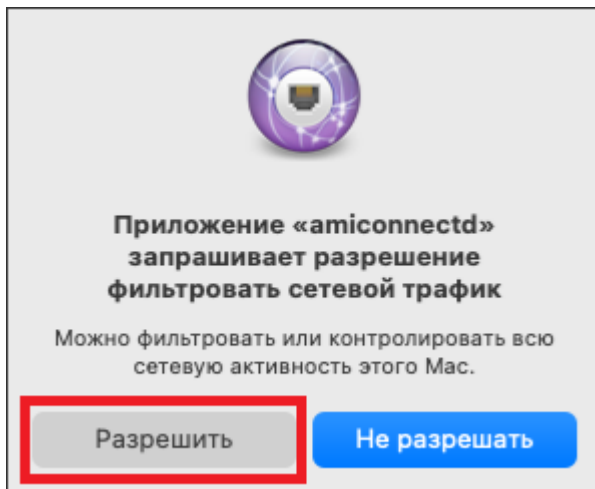 Приложение «amiconnectd»
запрашивает разрешение
фильтровать сетевой трафик
Можно фильтровать или контролировать всю
сетевую активность этого Mac.
Разрешить
Не разрешать